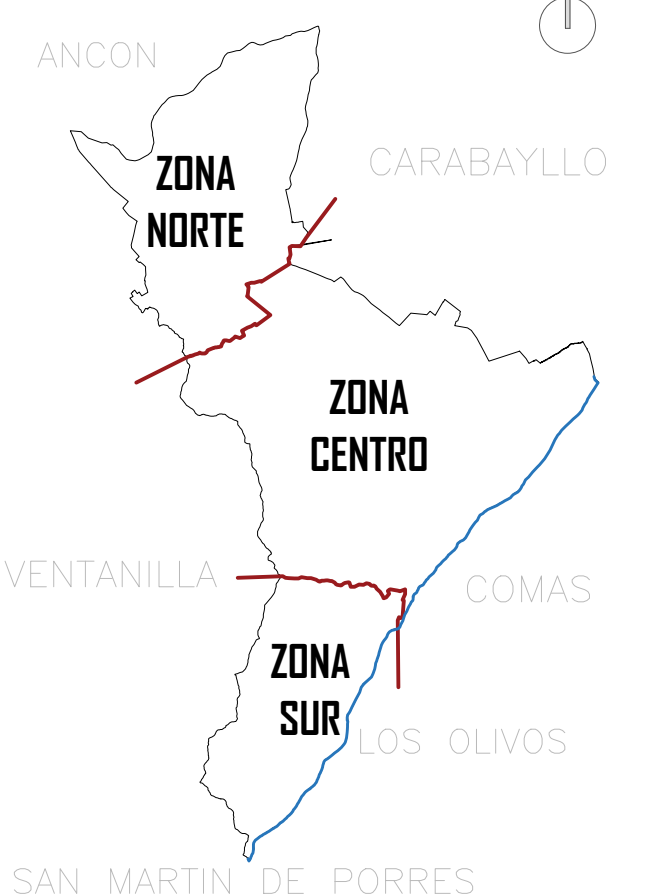 ANCON
CARABAYLLO
ZONA
NORTE
ZONA
CENTRO
VENTANILLA
COMAS
ZONA
SUR
LOS OLIVOS
SAN MARTIN DE PORRES